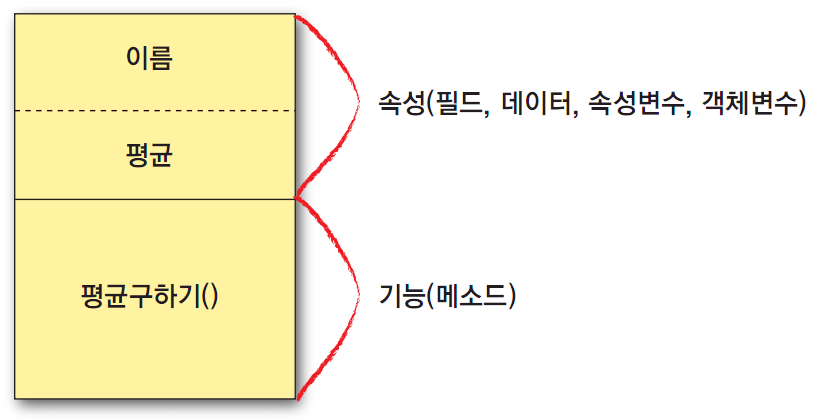 이름
속성(필드, 데이터, 속성변수, 객체변수)
평균
평균구하기()
기능(메소드)